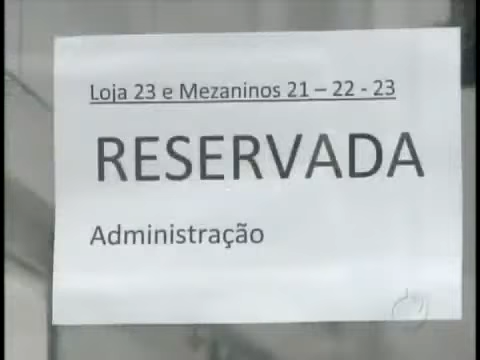 Loja 23 e Mezaninos 21 – 22 - 23
RESERVADA
Administração